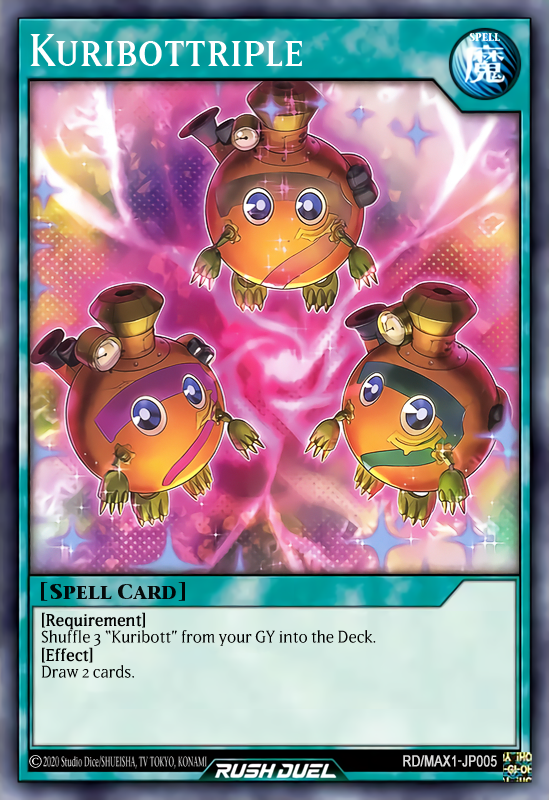 KURIBOTTRIPLE
SPELL
魔
[SPELL CARD]
[Requirement]
Shuffle 3 "Kuribott" from your GY into the Deck.
[Effect]
Draw 2 cards.
©2020 Studio Dice/SHUEISHA, TV TOKYO, KONAMI
RUSH DUEL
RD/MAX1-JP005